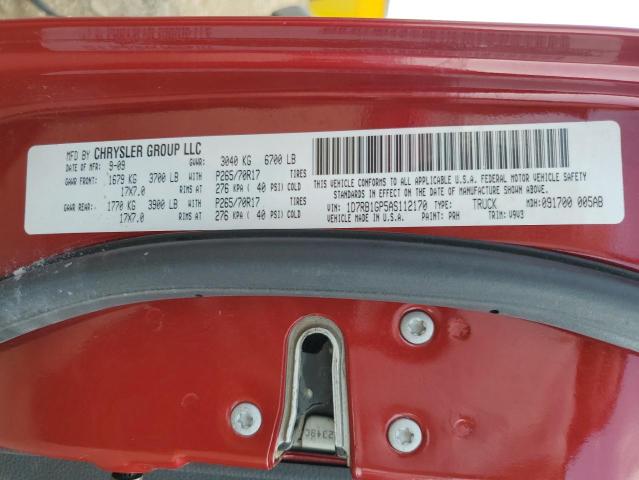 MFD BY CHRYSLER GROUP LLC
DATE OF MFR: 9-09 GVWR: 3040 KG 6700 LB
GAWR FRONT: 1679 KG 3700 LB WITH P265/70R17 TIRES
17X7.0 RIMS AT 276 KPA ( 40 PSI) COLD
GAWR REAR: 1770 KG 3900 LB WITH P265/70R17 TIRES
17X7.0 RIMS AT 276 KPA ( 40 PSI) COLD
THIS VEHICLE CONFORMS TO ALL APPLICABLE U.S.A. FEDERAL MOTOR VEHICLE SAFETY
STANDARDS IN EFFECT ON THE DATE OF MANUFACTURE SHOWN ABOVE.
VIN: 1D7RB1GP5AS112170 TYPE: TRUCK MDH: 091700 005AB
VEHICLE MADE IN U.S.A. PAINT: PRH TRIM: V9V3